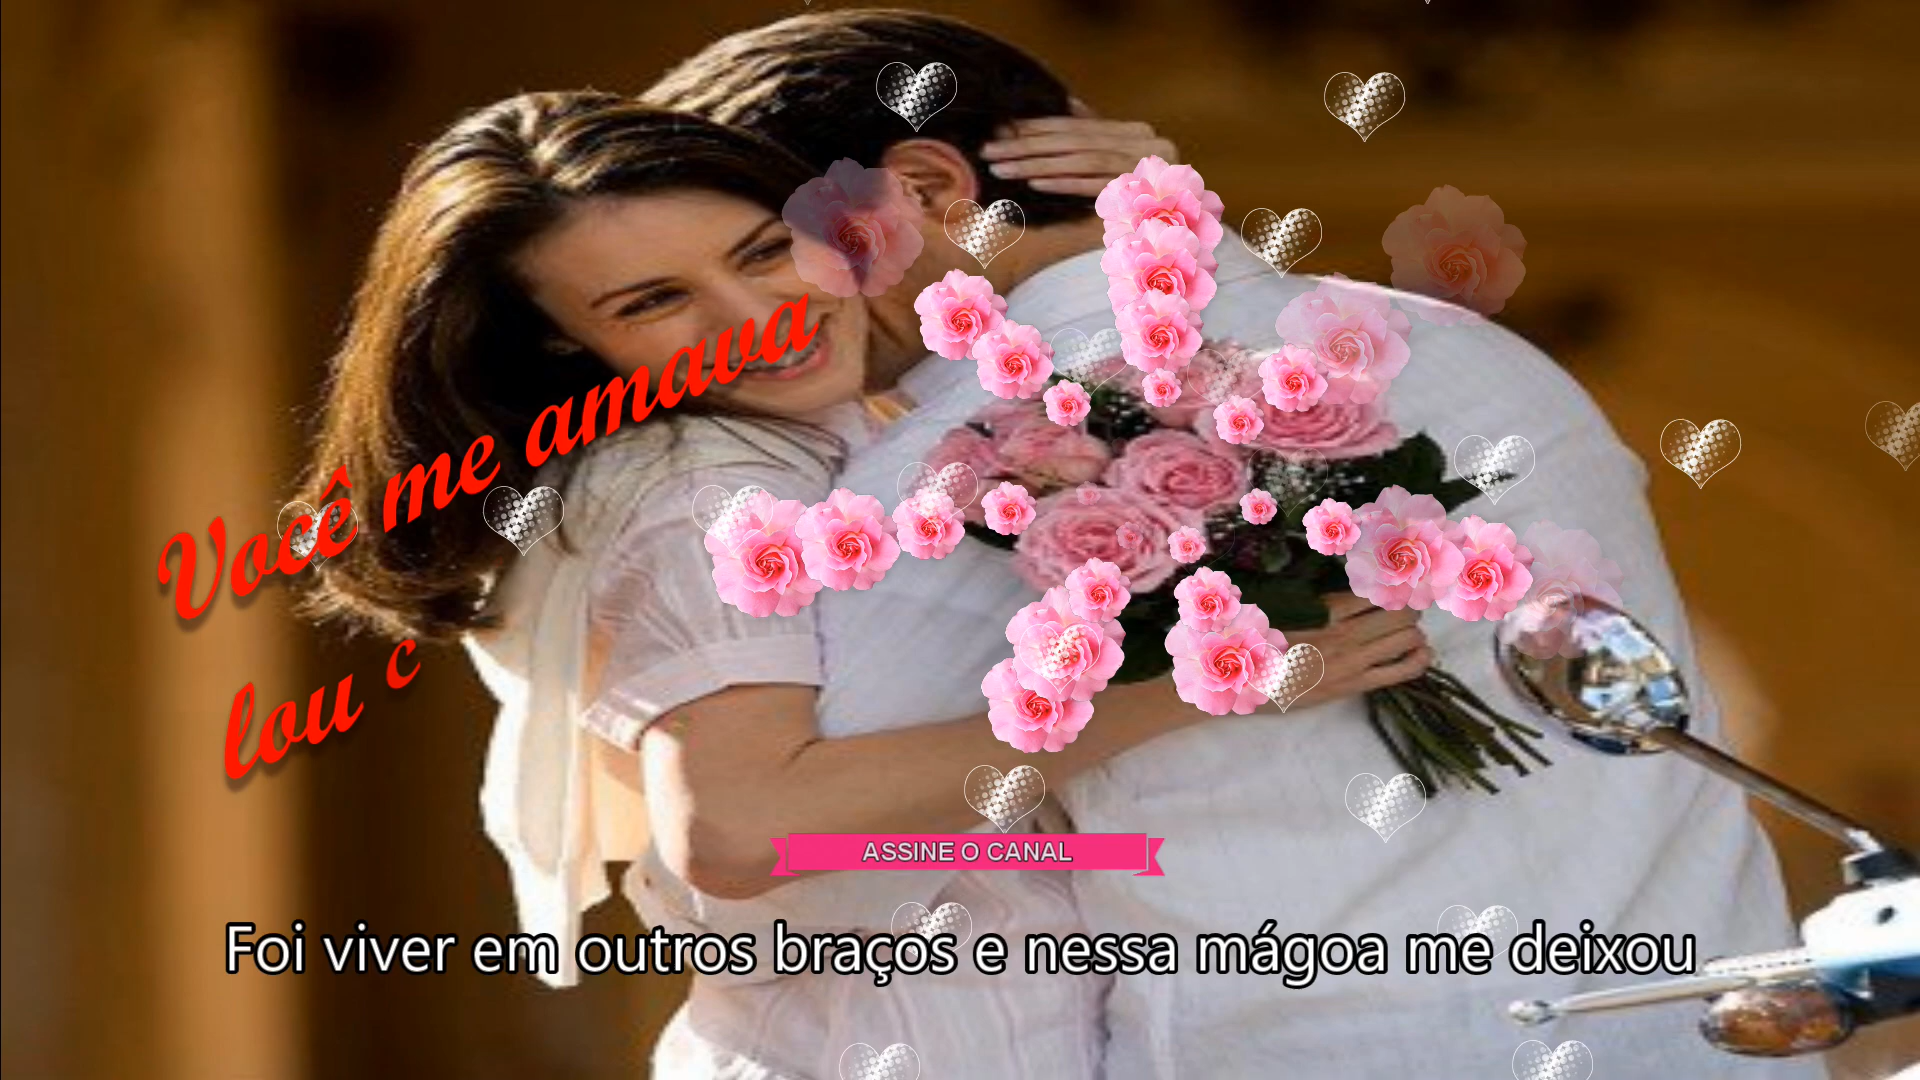 Você me amava
lou c
ASSINE O CANAL
Foi viver em outros braços e nessa mágoa me deixou